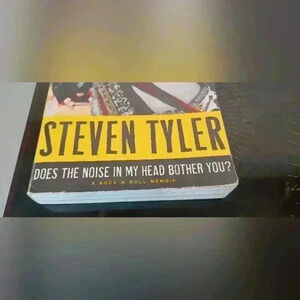 STEVEN TYLER
DOES THE NOISE IN MY HEAD BOTHER YOU?
A ROCK 'N' ROLL MEMOIR